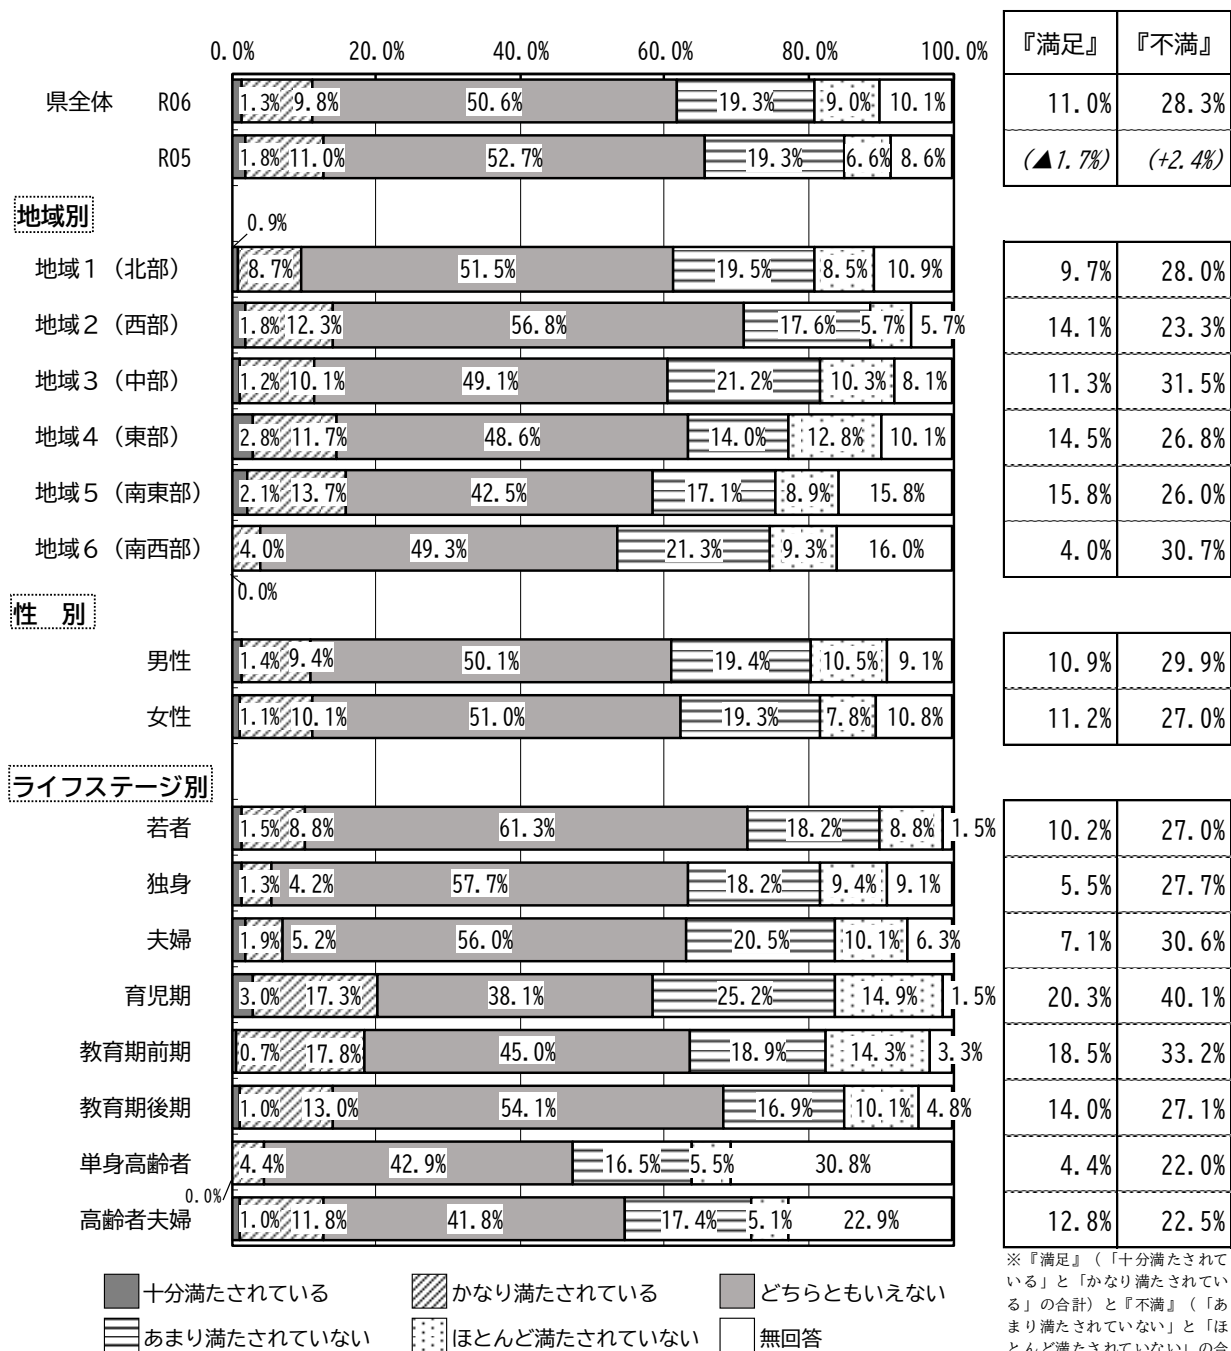 0.0% 20.0% 40.0% 60.0% 80.0% 100.0% 『満足』 『不満』
県全体 R06 1.3% 9.8% 50.6% 19.3% 9.0% 10.1% 11.0% 28.3%
R05 1.8% 11.0% 52.7% 19.3% 6.6% 8.6% (▲1.7%) (+2.4%)
地域別
0.9%
地域1（北部） 8.7% 51.5% 19.5% 8.5% 10.9% 9.7% 28.0%
地域2（西部） 1.8% 12.3% 56.8% 17.6% 5.7% 5.7% 14.1% 23.3%
地域3（中部） 1.2% 10.1% 49.1% 21.2% 10.3% 8.1% 11.3% 31.5%
地域4（東部） 2.8% 11.7% 48.6% 14.0% 12.8% 10.1% 14.5% 26.8%
地域5（南東部） 2.1% 13.7% 42.5% 17.1% 8.9% 15.8% 15.8% 26.0%
地域6（南西部） 4.0% 49.3% 21.3% 9.3% 16.0% 4.0% 30.7%
0.0%
性 別
男性 1.4% 9.4% 50.1% 19.4% 10.5% 9.1% 10.9% 29.9%
女性 1.1% 10.1% 51.0% 19.3% 7.8% 10.8% 11.2% 27.0%
ライフステージ別
若者 1.5% 8.8% 61.3% 18.2% 8.8% 1.5% 10.2% 27.0%
独身 1.3% 4.2% 57.7% 18.2% 9.4% 9.1% 5.5% 27.7%
夫婦 1.9% 5.2% 56.0% 20.5% 10.1% 6.3% 7.1% 30.6%
育児期 3.0% 17.3% 38.1% 25.2% 14.9% 1.5% 20.3% 40.1%
教育期前期 0.7% 17.8% 45.0% 18.9% 14.3% 3.3% 18.5% 33.2%
教育期後期 1.0% 13.0% 54.1% 16.9% 10.1% 4.8% 14.0% 27.1%
単身高齢者 4.4% 42.9% 16.5% 5.5% 30.8% 4.4% 22.0%
0.0%
高齢者夫婦 1.0% 11.8% 41.8% 17.4% 5.1% 22.9% 12.8% 22.5%
十分満たされている かなり満たされている どちらともいえない
あまり満たされていない ほとんど満たされていない 無回答
※『満足』（「十分満たされて
いる」と「かなり満たされてい
る」の合計）と『不満』（「あ
まり満たされていない」と「ほ
とんど満たされていない」の合